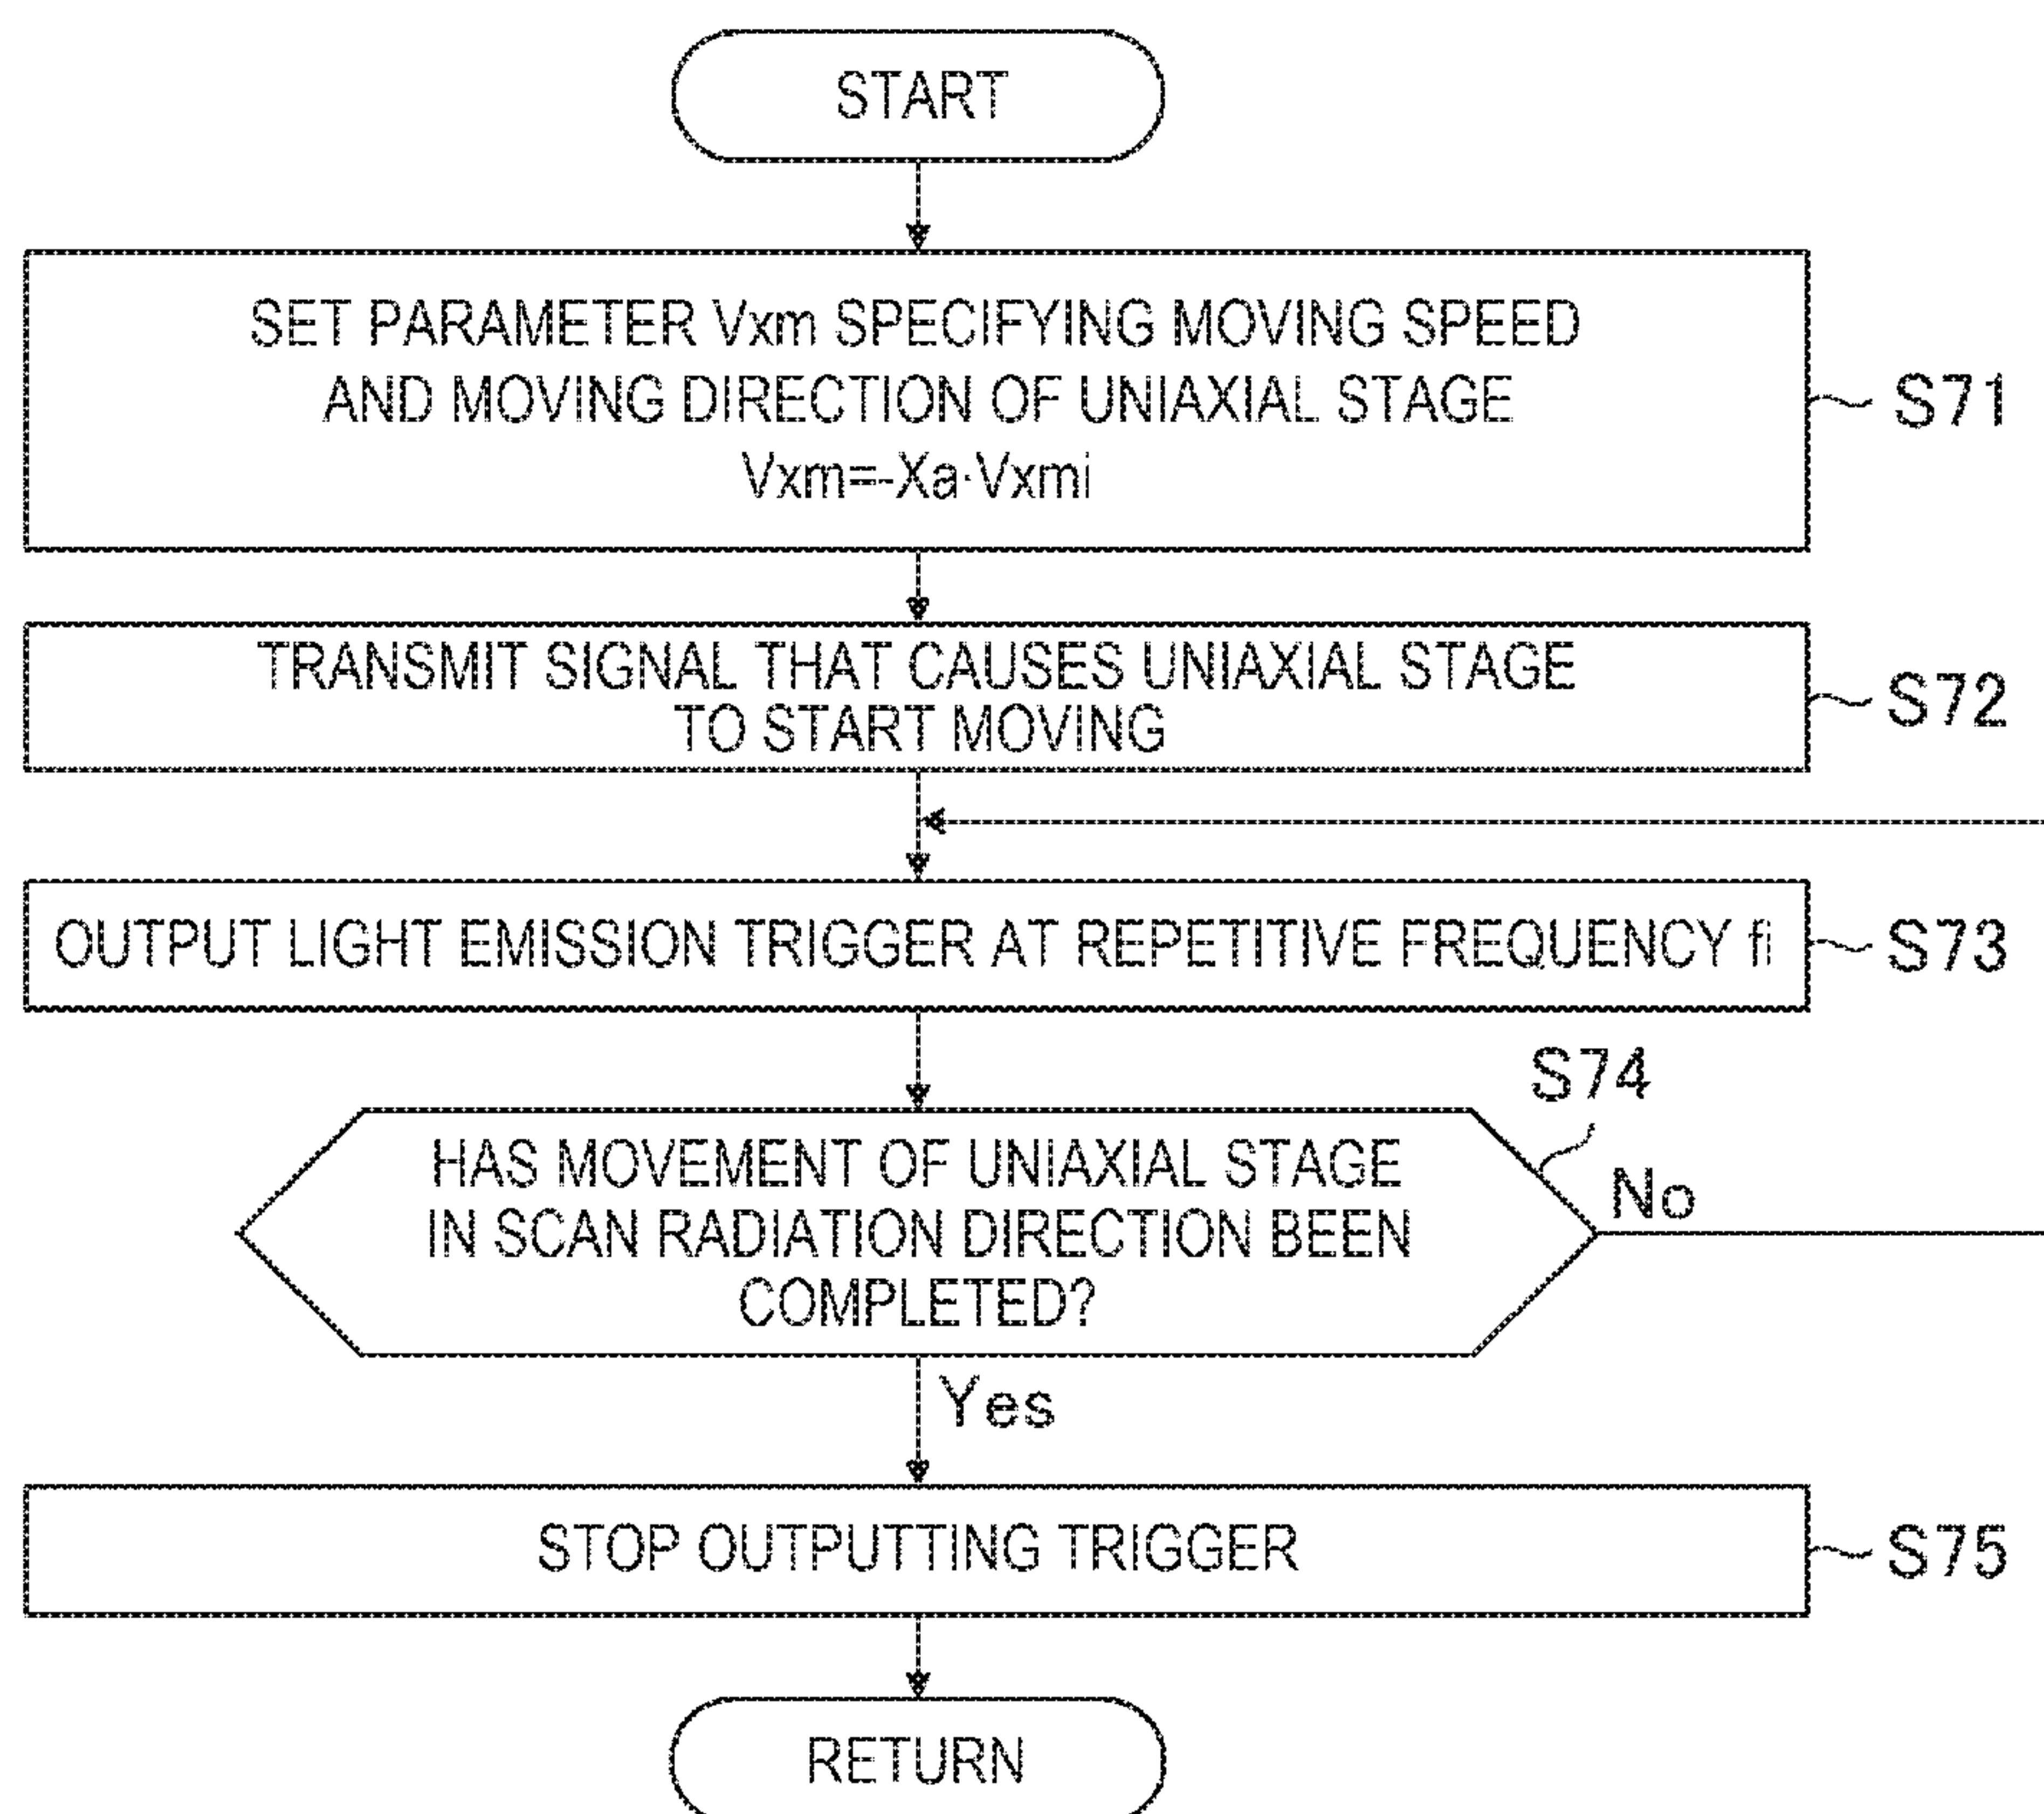 START
SET PARAMETER Vxm SPECIFYING MOVING SPEED
AND MOVING DIRECTION OF UNIAXIAL STAGE
Vxm=-Xa·Vxmi
S71
TRANSMIT SIGNAL THAT CAUSES UNIAXIAL STAGE
TO START MOVING
S72
OUTPUT LIGHT EMISSION TRIGGER AT REPETITIVE FREQUENCY fi
S73
S74
HAS MOVEMENT OF UNIAXIAL STAGE
IN SCAN RADIATION DIRECTION BEEN
COMPLETED?
No
Yes
STOP OUTPUTTING TRIGGER
S75
RETURN